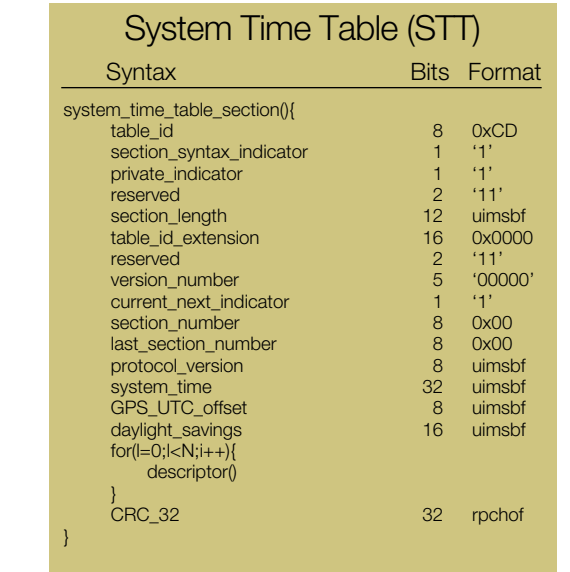 System Time Table (STT)
Syntax Bits Format
system_time_table_section(){
table_id 8 0xCD
section_syntax_indicator 1 ‘1’
private_indicator 1 ‘1’
reserved 2 ‘11’
section_length 12 uimsbf
table_id_extension 16 0x0000
reserved 2 ‘11’
version_number 5 ‘00000’
current_next_indicator 1 ‘1’
section_number 8 0x00
last_section_number 8 0x00
protocol_version 8 uimsbf
system_time 32 uimsbf
GPS_UTC_offset 8 uimsbf
daylight_savings 16 uimsbf
for(I=0;I<N;i++){
descriptor()
}
CRC_32 32 rpchof
}